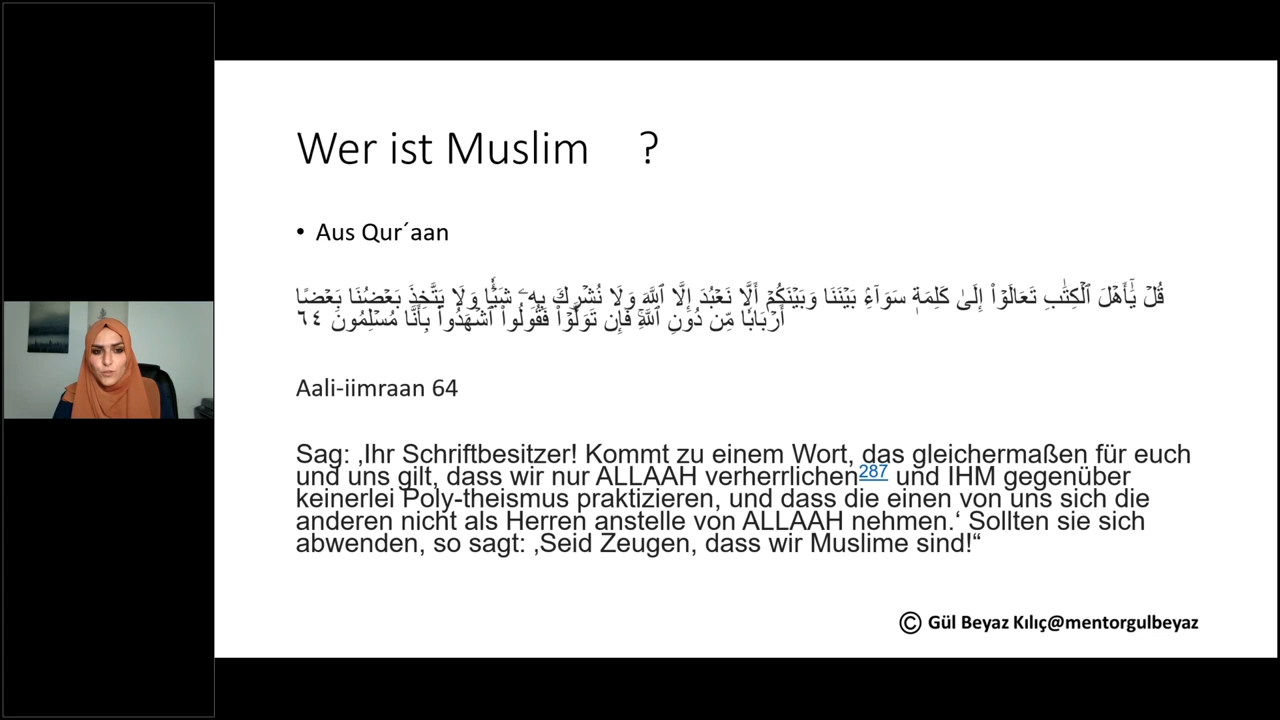 Wer ist Muslim ?
• Aus Qur´aan
قُلۡ يَٰٓأَهۡلَ ٱلۡكِتَٰبِ تَعَالَوۡاْ إِلَىٰ كَلِمَةٖ سَوَآءِۭ بَيۡنَنَا وَبَيۡنَكُمۡ أَلَّا نَعۡبُدَ إِلَّا ٱللَّهَ وَلَا نُشۡرِكَ بِهِۦ شَيۡـٔٗا وَلَا يَتَّخِذَ بَعۡضُنَا بَعۡضًا
أَرۡبَابٗا مِّن دُونِ ٱللَّهِۚ فَإِن تَوَلَّوۡاْ فَقُولُواْ ٱشۡهَدُواْ بِأَنَّا مُسۡلِمُونَ ٦٤
Aali-iimraan 64
Sag: ‚Ihr Schriftbesitzer! Kommt zu einem Wort, das gleichermaßen für euch
und uns gilt, dass wir nur ALLAAH verherrlichen287 und IHM gegenüber
keinerlei Poly-theismus praktizieren, und dass die einen von uns sich die
anderen nicht als Herren anstelle von ALLAAH nehmen.‘ Sollten sie sich
abwenden, so sagt: ‚Seid Zeugen, dass wir Muslime sind!“
© Gül Beyaz Kılıç@mentorgulbeyaz